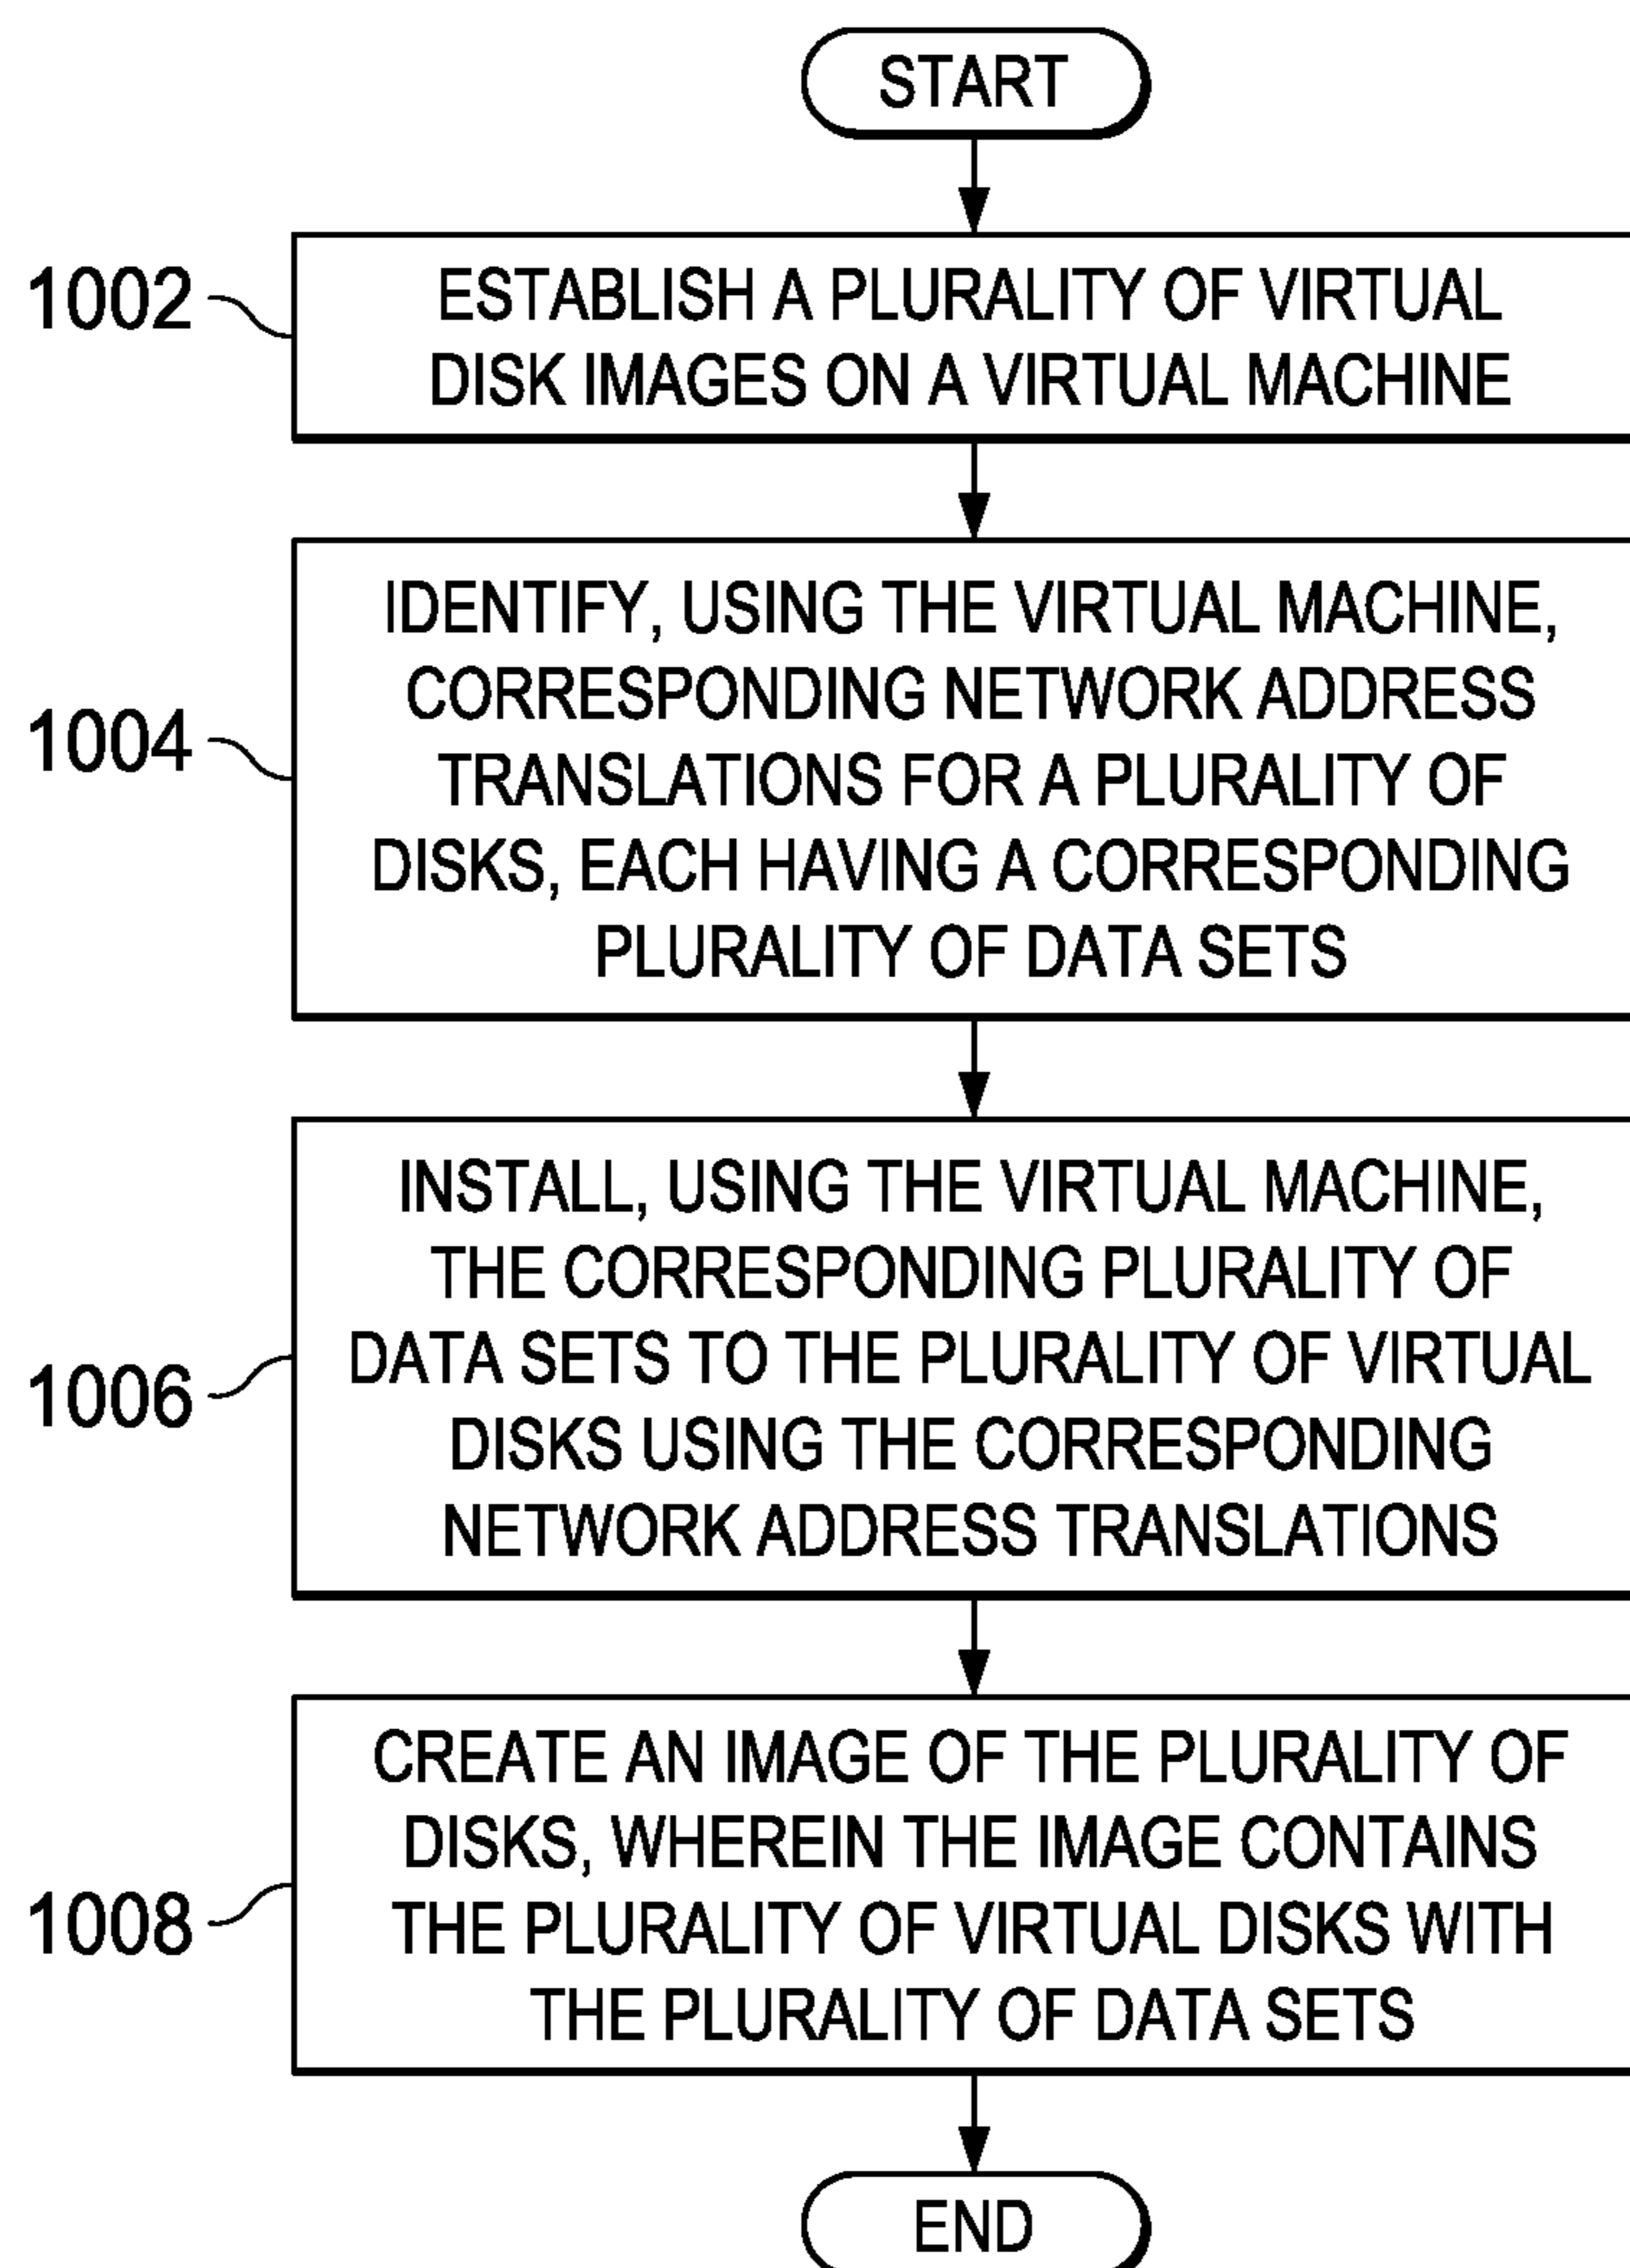 START
1002
ESTABLISH A PLURALITY OF VIRTUAL
DISK IMAGES ON A VIRTUAL MACHINE
1004
IDENTIFY, USING THE VIRTUAL MACHINE,
CORRESPONDING NETWORK ADDRESS
TRANSLATIONS FOR A PLURALITY OF
DISKS, EACH HAVING A CORRESPONDING
PLURALITY OF DATA SETS
1006
INSTALL, USING THE VIRTUAL MACHINE,
THE CORRESPONDING PLURALITY OF
DATA SETS TO THE PLURALITY OF VIRTUAL
DISKS USING THE CORRESPONDING
NETWORK ADDRESS TRANSLATIONS
1008
CREATE AN IMAGE OF THE PLURALITY OF
DISKS, WHEREIN THE IMAGE CONTAINS
THE PLURALITY OF VIRTUAL DISKS WITH
THE PLURALITY OF DATA SETS
END